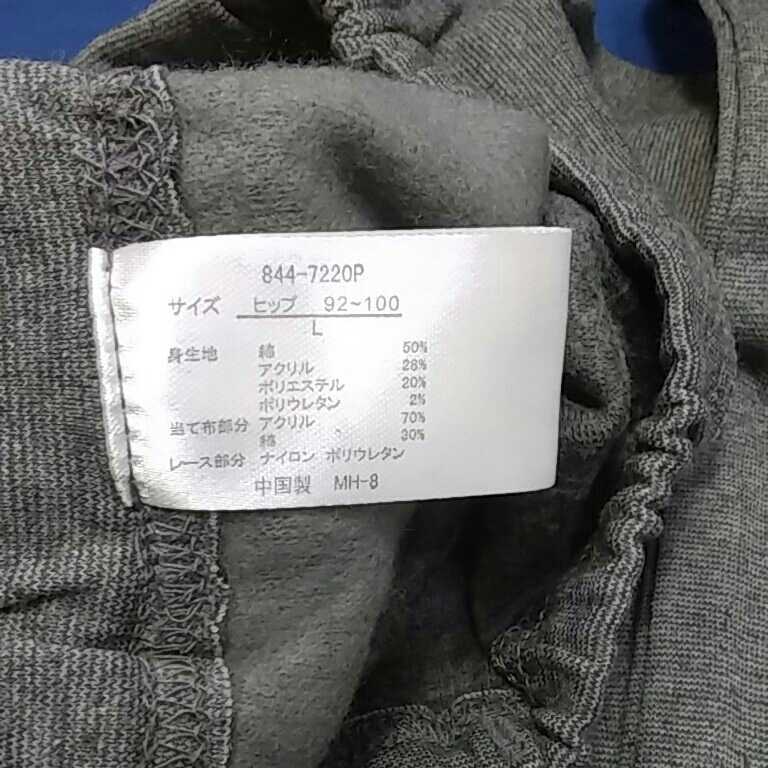 844-7220P
サイズ ヒップ 92~100
L
身生地 綿 50%
アクリル 28%
ポリエステル 20%
ポリウレタン 2%
当て布部分 アクリル 70%
綿 30%
レース部分 ナイロン ポリウレタン
中国製 MH-8